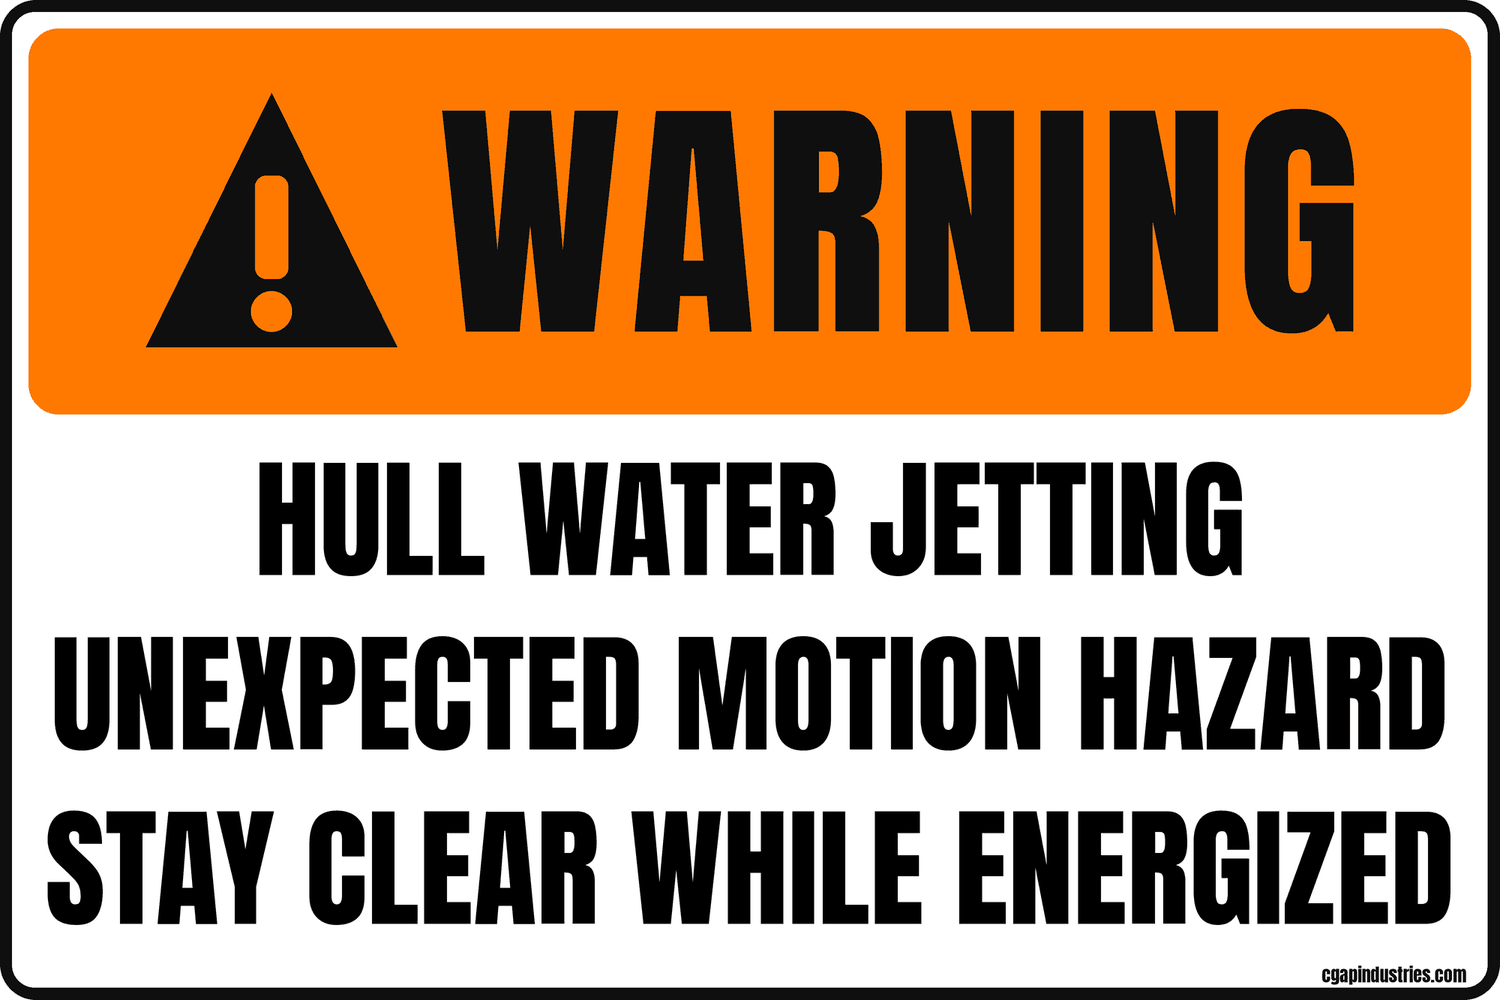 WARNING
HULL WATER JETTING
UNEXPECTED MOTION HAZARD
STAY CLEAR WHILE ENERGIZED
cgapindustries.com